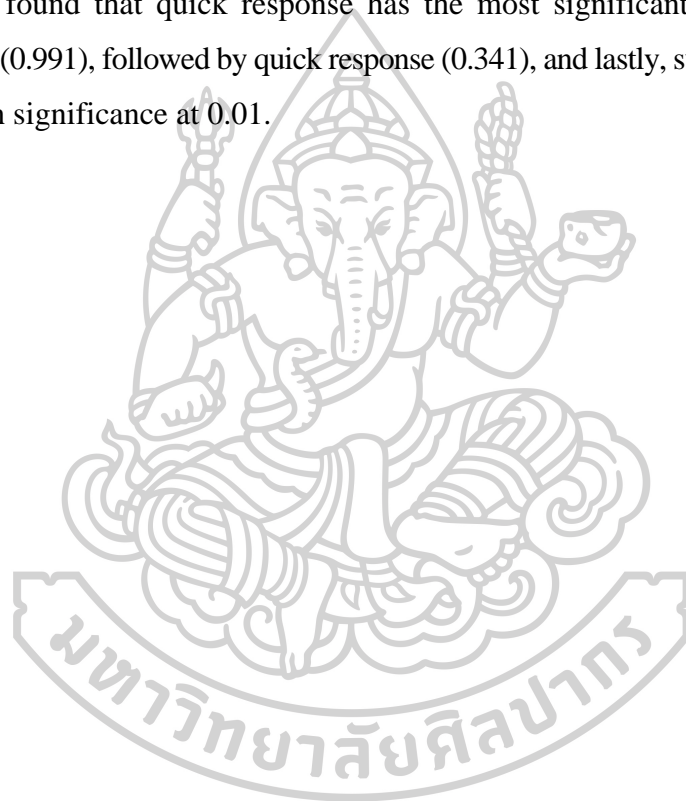 found that quick response has the most significant
(0.991), followed by quick response (0.341), and lastly,
significance at 0.01.
มหาวิทยาลัยศิลปากร